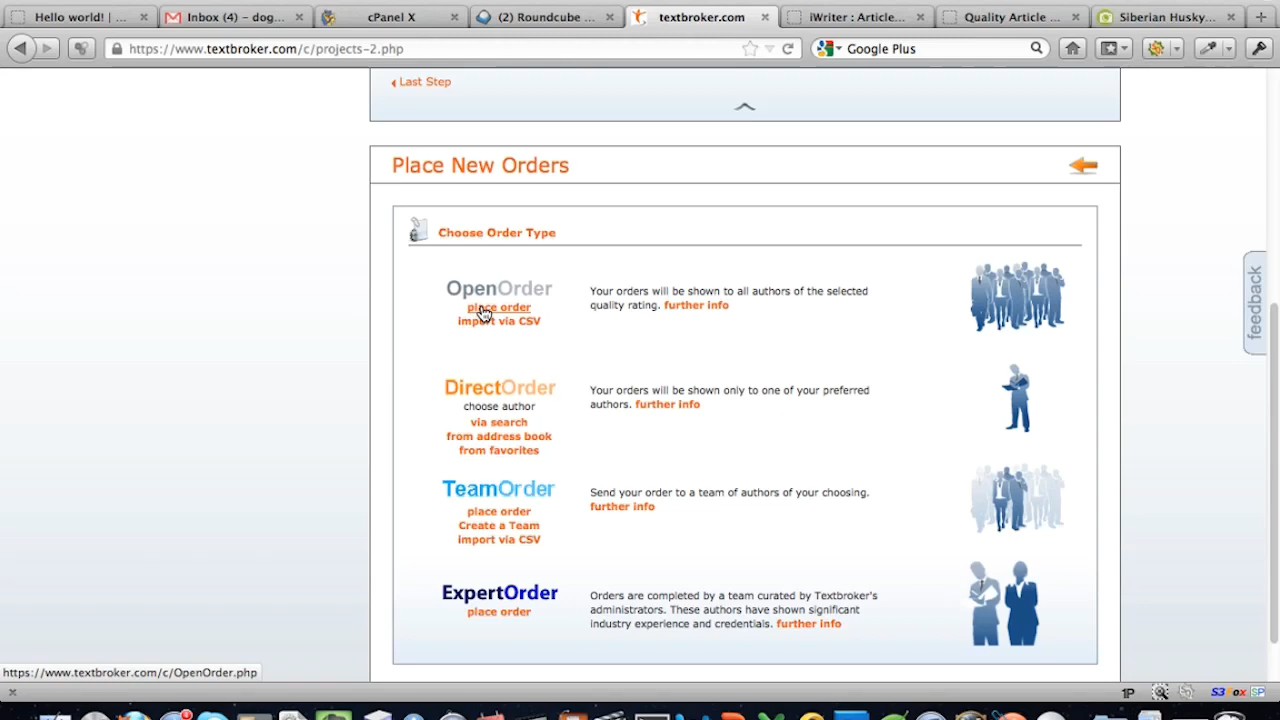 Hello world! | ...
Inbox (4) - dog...
cPanel X
(2) Roundcube ...
textbroker.com
iWriter : Article...
Quality Article ...
Siberian Husky...
https://www.textbroker.com/c/projects-2.php
Google Plus
Last Step
Place New Orders
Choose Order Type
OpenOrder
place order
import via CSV
Your orders will be shown to all authors of the selected
quality rating. further info
DirectOrder
choose author
via search
from address book
from favorites
Your orders will be shown only to one of your preferred
authors. further info
TeamOrder
place order
Create a Team
import via CSV
Send your order to a team of authors of your choosing.
further info
ExpertOrder
place order
Orders are completed by a team curated by Textbroker's
administrators. These authors have shown significant
industry experience and credentials. further info
feedback
https://www.textbroker.com/c/OpenOrder.php
1P
S3Fox
SP